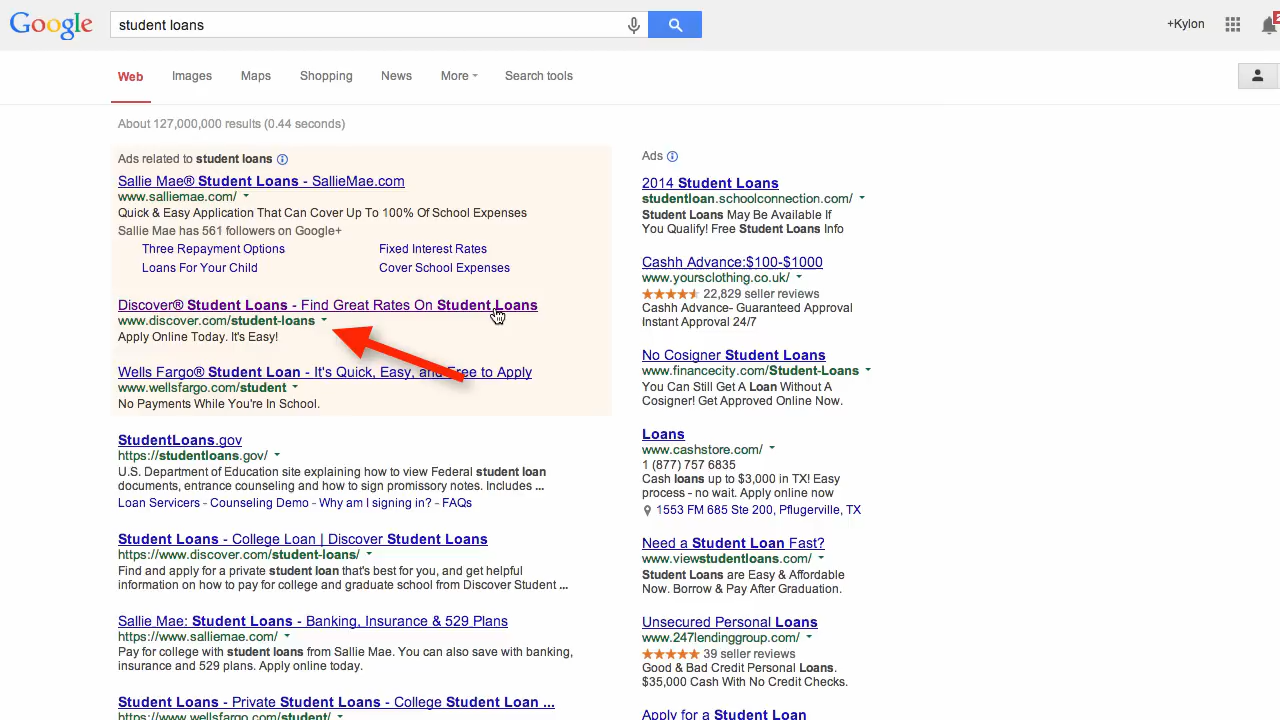 Google
student loans
+Kylon
Web Images Maps Shopping News More Search tools
About 127,000,000 results (0.44 seconds)
Ads related to student loans
Sallie Mae® Student Loans - SallieMae.com
www.salliemae.com/
Quick & Easy Application That Can Cover Up To 100% Of School Expenses
Sallie Mae has 561 followers on Google+
Three Repayment Options Fixed Interest Rates
Loans For Your Child Cover School Expenses
Discover® Student Loans - Find Great Rates On Student Loans
www.discover.com/student-loans
Apply Online Today. It's Easy!
Wells Fargo® Student Loan - It's Quick, Easy, and Free to Apply
www.wellsfargo.com/student
No Payments While You're In School.
StudentLoans.gov
https://studentloans.gov/
U.S. Department of Education site explaining how to view Federal student loan
documents, entrance counseling and how to sign promissory notes. Includes ...
Loan Servicers - Counseling Demo - Why am I signing in? - FAQs
Student Loans - College Loan | Discover Student Loans
https://www.discover.com/student-loans/
Find and apply for a private student loan that's best for you, and get helpful
information on how to pay for college and graduate school from Discover Student ...
Sallie Mae: Student Loans - Banking, Insurance & 529 Plans
https://www.salliemae.com/
Pay for college with student loans from Sallie Mae. You can also save with banking,
insurance and 529 plans. Apply online today.
Student Loans - Private Student Loans - College Student Loan ...
https://www.wellsfargo.com/student/
Ads
2014 Student Loans
studentloan.schoolconnection.com/
Student Loans May Be Available If
You Qualify! Free Student Loans Info
Cashh Advance:$100-$1000
www.yoursclothing.co.uk/
22,829 seller reviews
Cashh Advance- Guaranteed Approval
Instant Approval 24/7
No Cosigner Student Loans
www.financecity.com/Student-Loans
You Can Still Get A Loan Without A
Cosigner! Get Approved Online Now.
Loans
www.cashstore.com/
1 (877) 757 6835
Cash loans up to $3,000 in TX! Easy
process - no wait. Apply online now
1553 FM 685 Ste 200, Pflugerville, TX
Need a Student Loan Fast?
www.viewstudentloans.com/
Student Loans are Easy & Affordable
Now. Borrow & Pay After Graduation.
Unsecured Personal Loans
www.247lendinggroup.com/
39 seller reviews
Good & Bad Credit Personal Loans.
$35,000 Cash With No Credit Checks.
Apply for a Student Loan